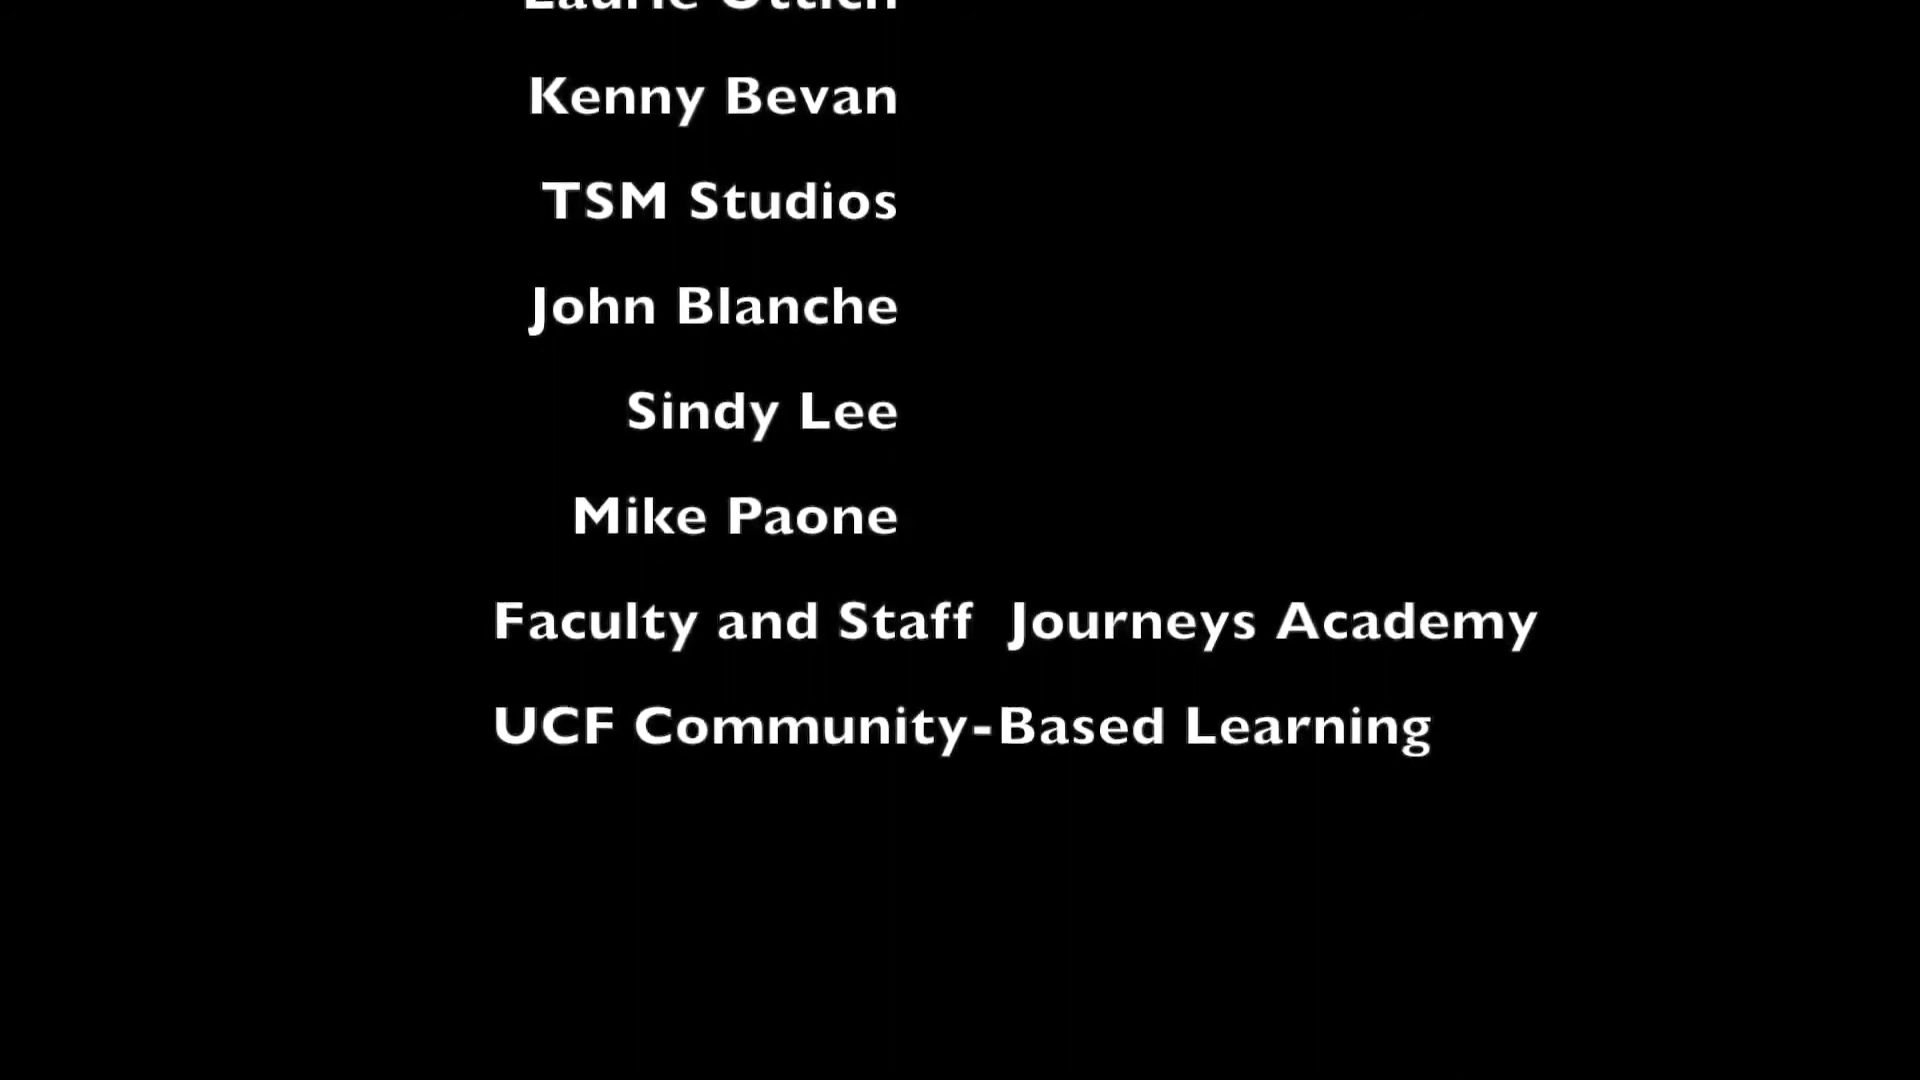 Laurie
Kenny Bevan
TSM Studios
John Blanche
Sindy Lee
Mike Paone
Faculty and Staff  Journeys Academy
UCF Community-Based Learning